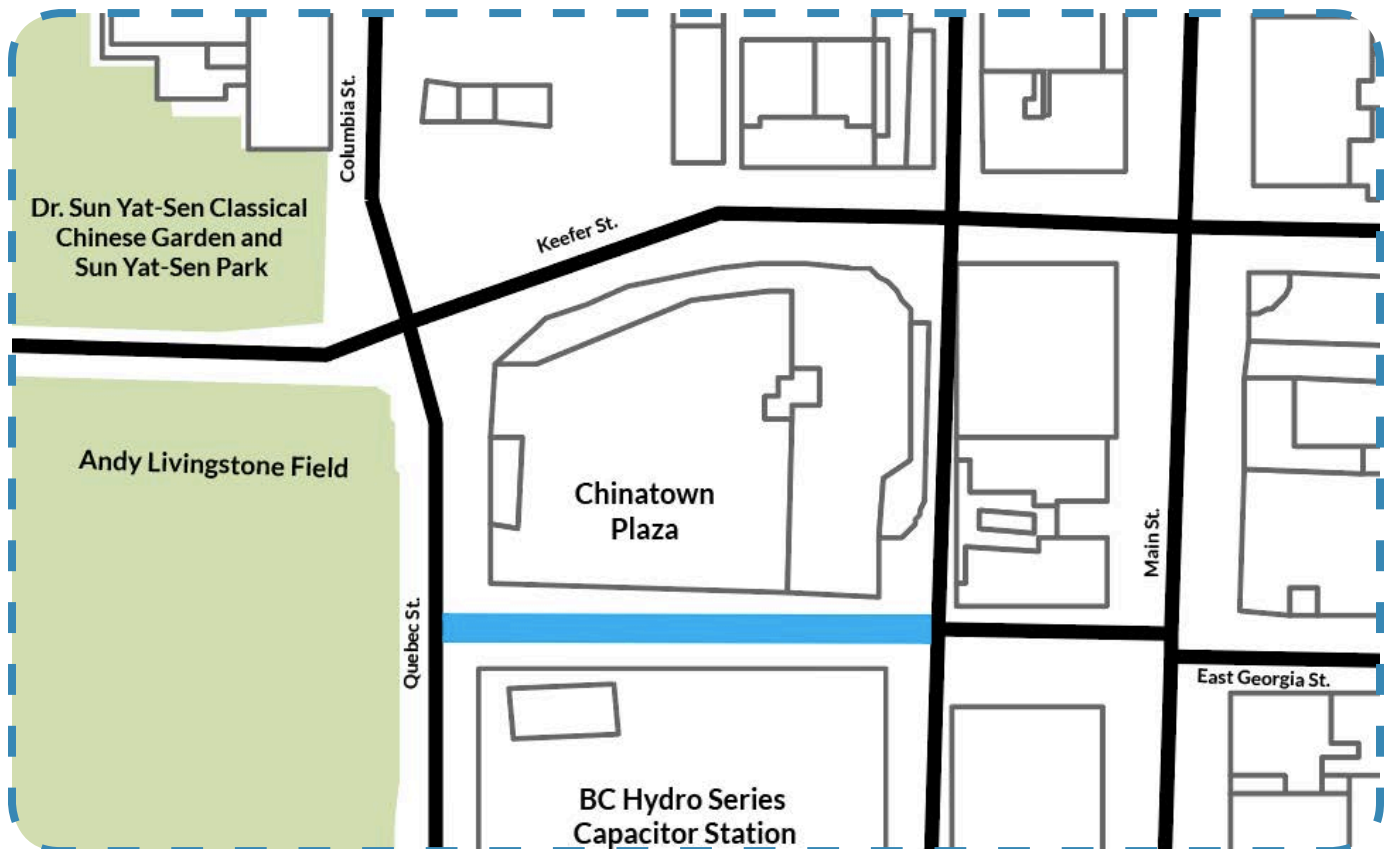 Columbia St.
Dr. Sun Yat-Sen Classical
Chinese Garden and
Sun Yat-Sen Park
Keefer St.
Andy Livingstone Field
Chinatown
Plaza
Main St.
Quebec St.
East Georgia St.
BC Hydro Series
Capacitor Station